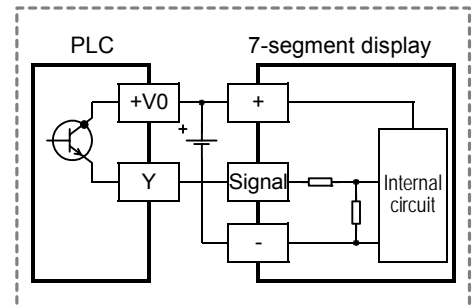 PLC 7-segment display
+V0 +
+
Y Signal
Internal
circuit
-